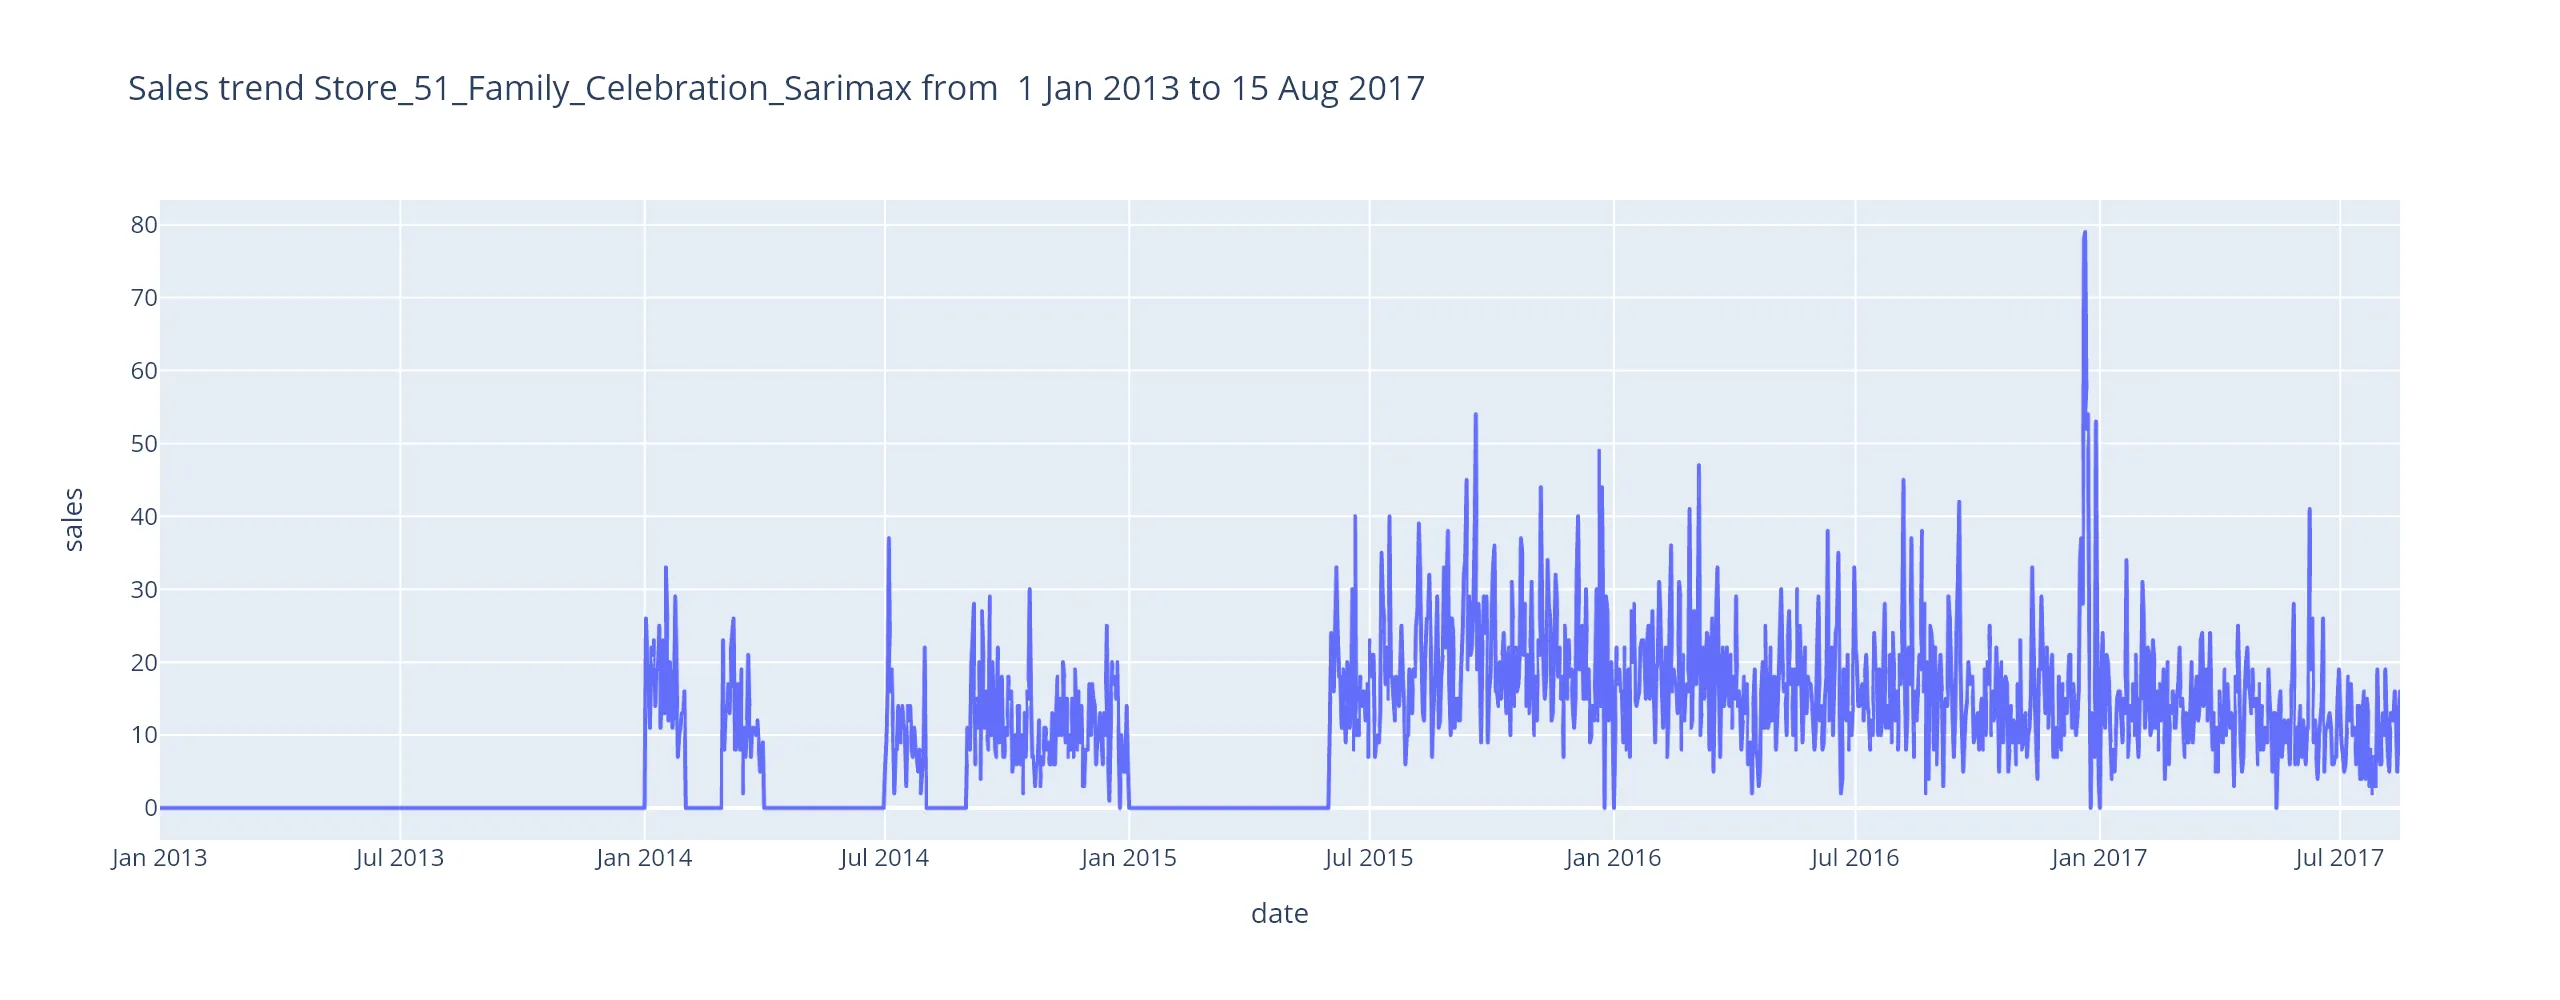 Sales trend Store_51_Family_Celebration_Sarimax from  1 Jan 2013 to 15 Aug 2017
80
70
60
50
40
30
20
10
0
sales
Jan 2013 Jul 2013 Jan 2014 Jul 2014 Jan 2015 Jul 2015 Jan 2016 Jul 2016 Jan 2017 Jul 2017
date